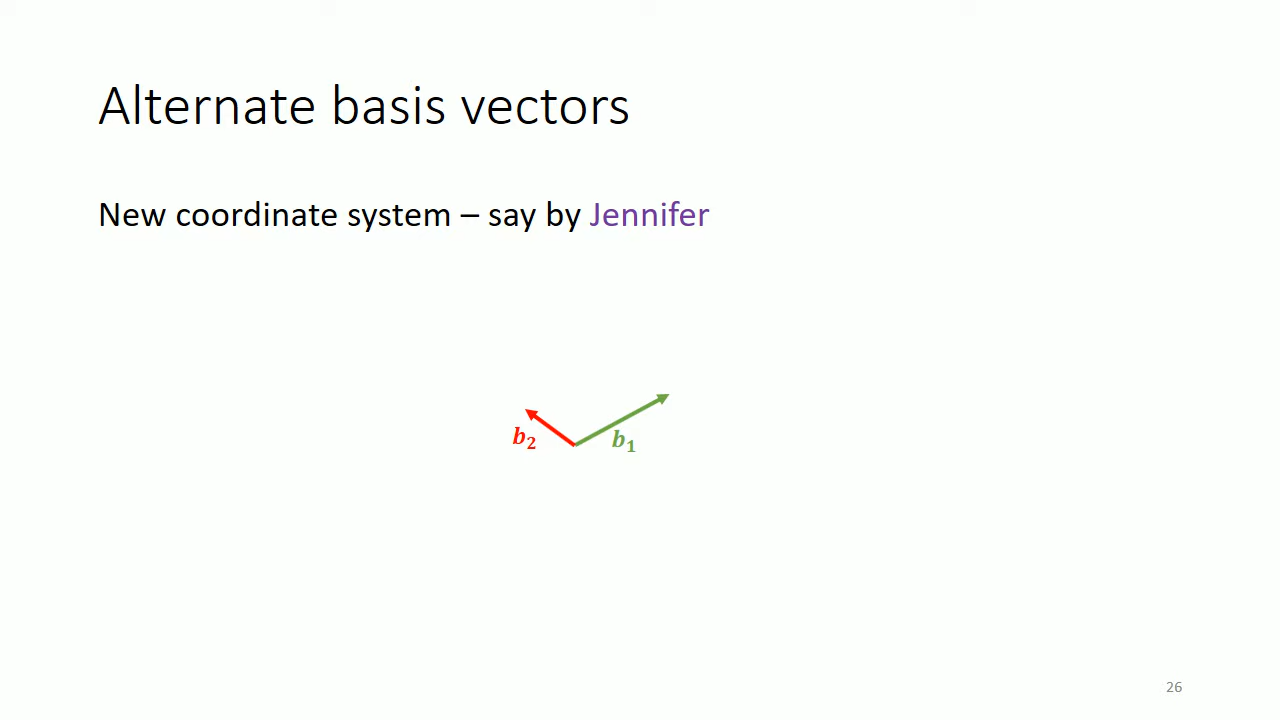 Alternate basis vectors
New coordinate system – say by Jennifer
b₂
b₁
26